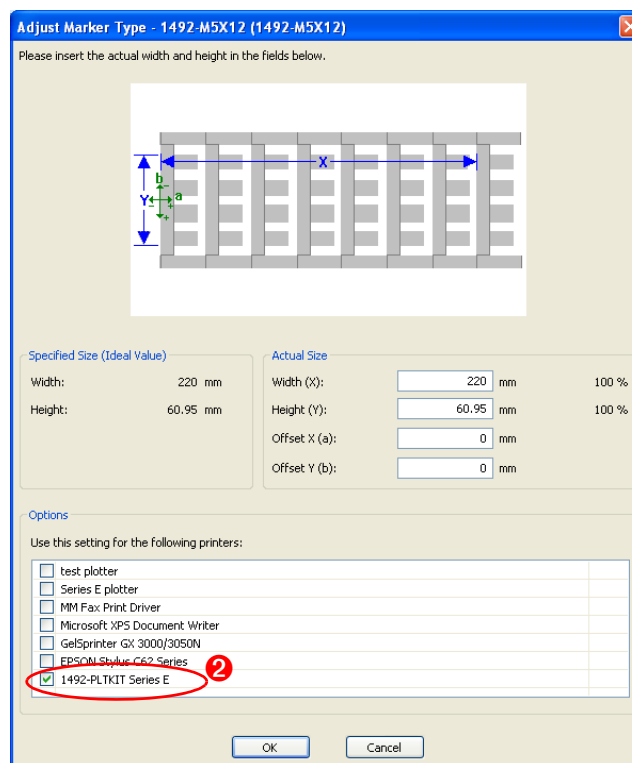 Adjust Marker Type - 1492-M5X12 (1492-M5X12)
Please insert the actual width and height in the fields below.
X
b
Y
a
Specified Size (Ideal Value)
Width: 220 mm
Height: 60.95 mm
Actual Size
Width (X): 220 mm 100 %
Height (Y): 60.95 mm 100 %
Offset X (a): 0 mm
Offset Y (b): 0 mm
Options
Use this setting for the following printers:
test plotter
Series E plotter
MM Fax Print Driver
Microsoft XPS Document Writer
GelSprinter GX 3000/3050N
EPSON Stylus C62 Series
2
1492-PLTKIT Series E
OK Cancel